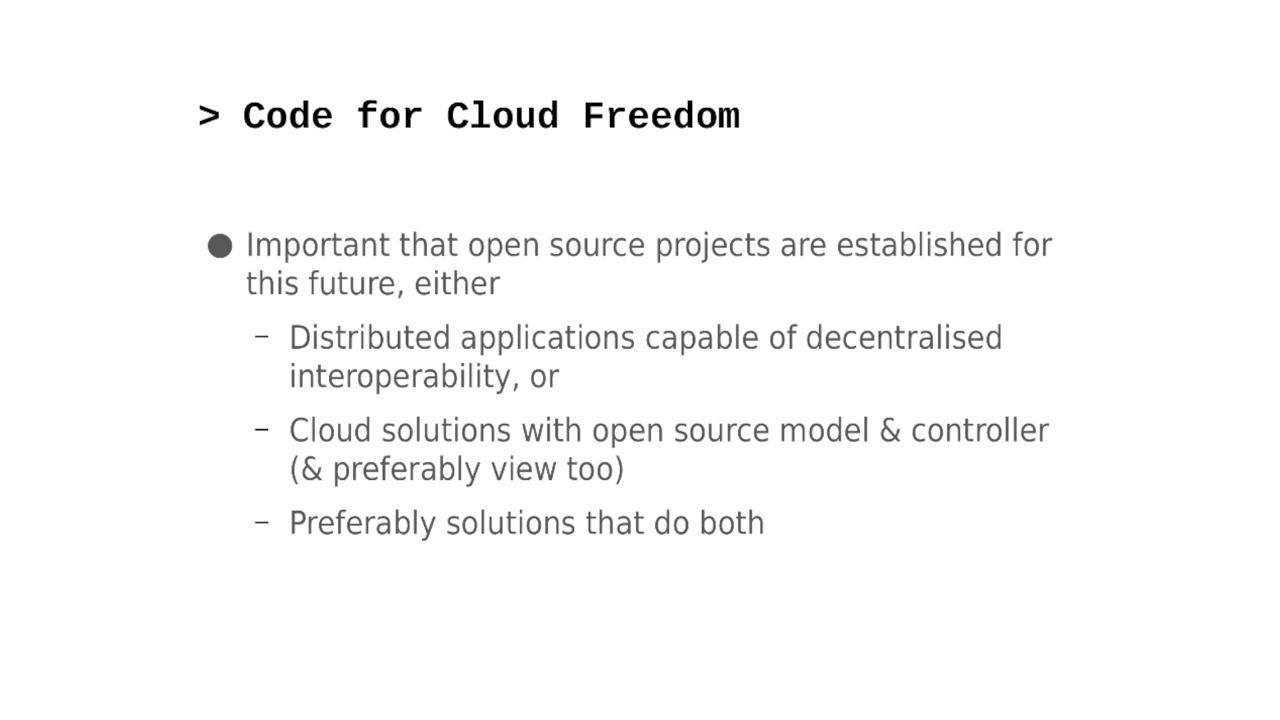 > Code for Cloud Freedom
● Important that open source projects are established for
this future, either
– Distributed applications capable of decentralised
interoperability, or
– Cloud solutions with open source model & controller
(& preferably view too)
– Preferably solutions that do both